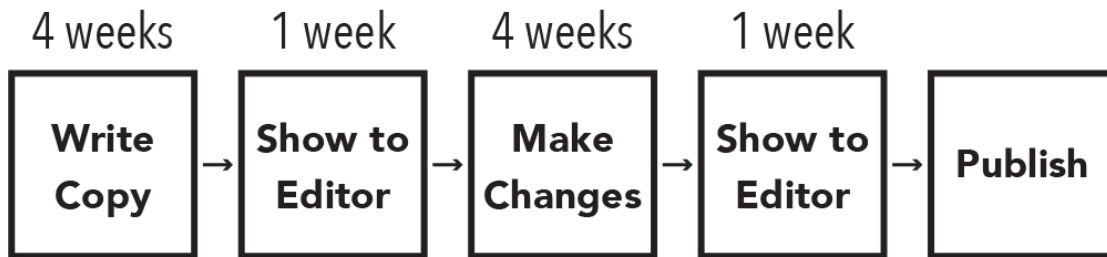 4 weeks
1 week
4 weeks
1 week
Write
Copy
→
Show to
Editor
→
Make
Changes
→
Show to
Editor
→
Publish